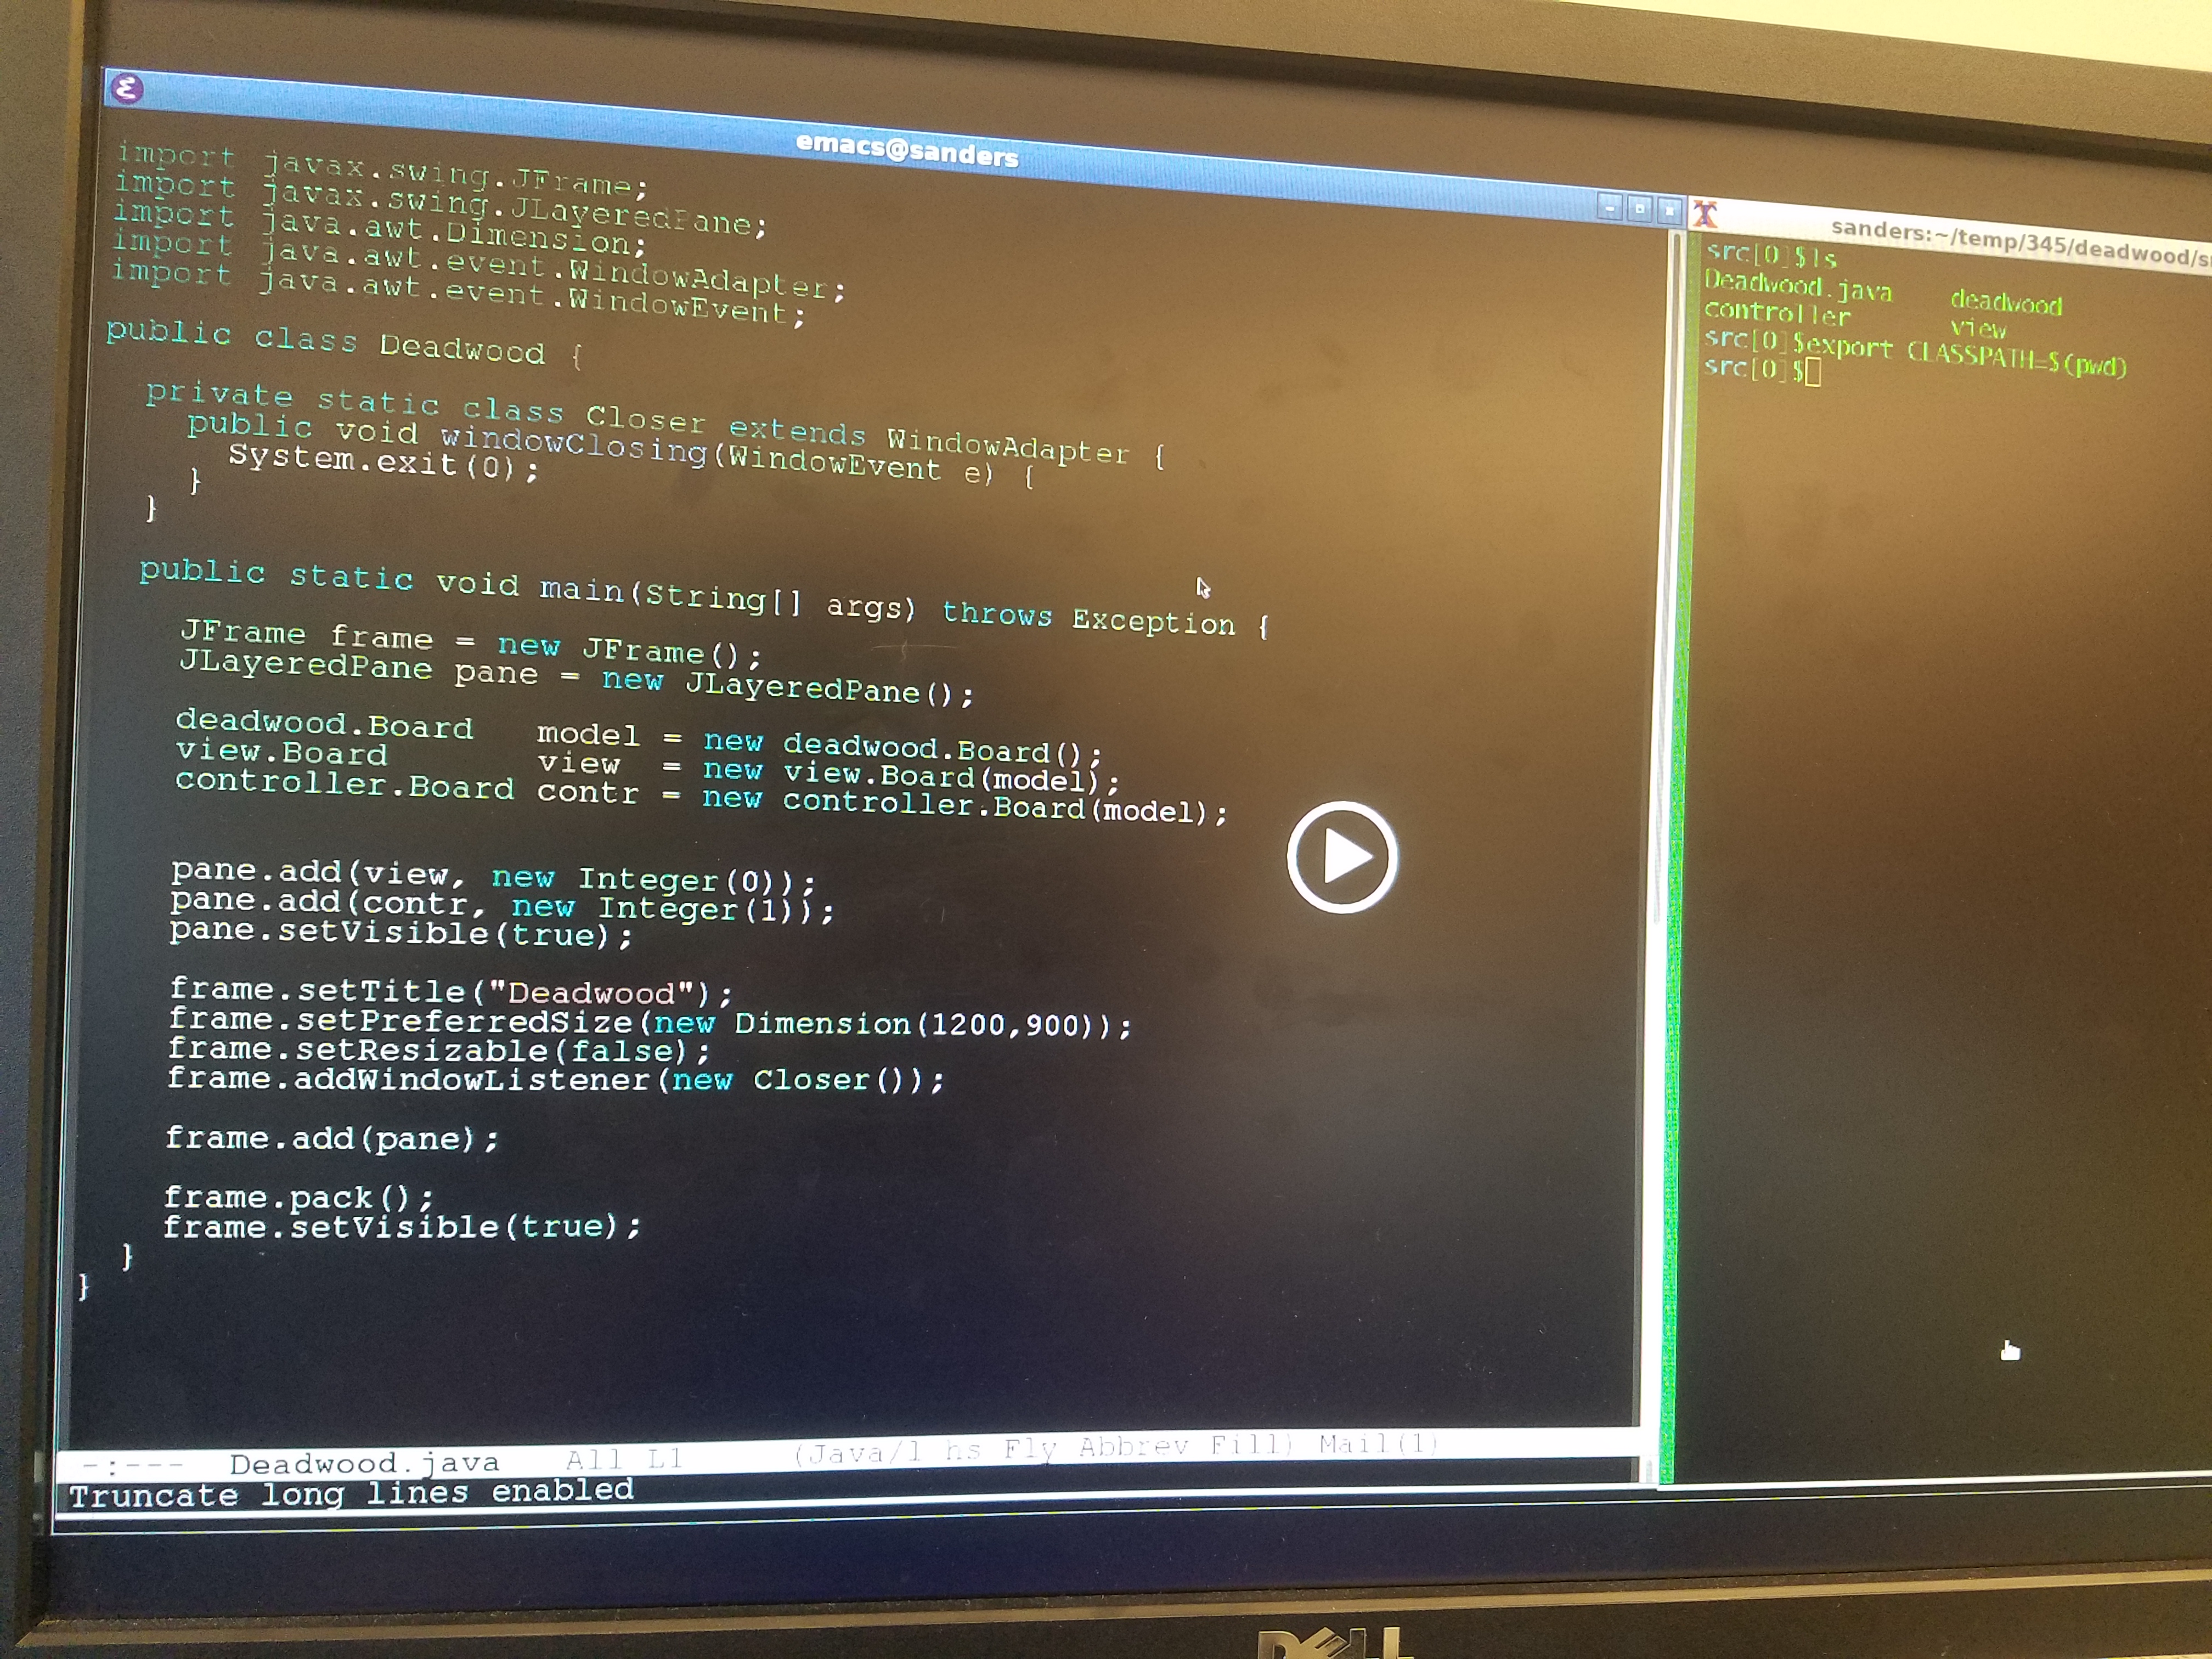 emacs@sanders
import javax.swing.JFrame;
import javax.swing.JLayeredPane;
import java.awt.Dimension;
import java.awt.event.WindowAdapter;
import java.awt.event.WindowEvent;
public class Deadwood {
private static class Closer extends WindowAdapter {
public void windowClosing(WindowEvent e) {
System.exit(0);
}
}
public static void main(String[] args) throws Exception {
JFrame frame = new JFrame();
JLayeredPane pane = new JLayeredPane();
deadwood.Board model = new deadwood.Board();
view.Board view = new view.Board(model);
controller.Board contr = new controller.Board(model);
pane.add(view, new Integer(0));
pane.add(contr, new Integer(1));
pane.setVisible(true);
frame.setTitle("Deadwood");
frame.setPreferredSize(new Dimension(1200,900));
frame.setResizable(false);
frame.addWindowListener(new Closer());
frame.add(pane);
frame.pack();
frame.setVisible(true);
}
}
-:--- Deadwood.java All L1 (Java/l hs Fly Abbrev Fill) Mail(1)
Truncate long lines enabled
sanders:~/temp/345/deadwood/s
src[0]$ls
Deadwood.java deadwood
controller view
src[0]$export CLASSPATH=$(pwd)
src[0]$
DELL